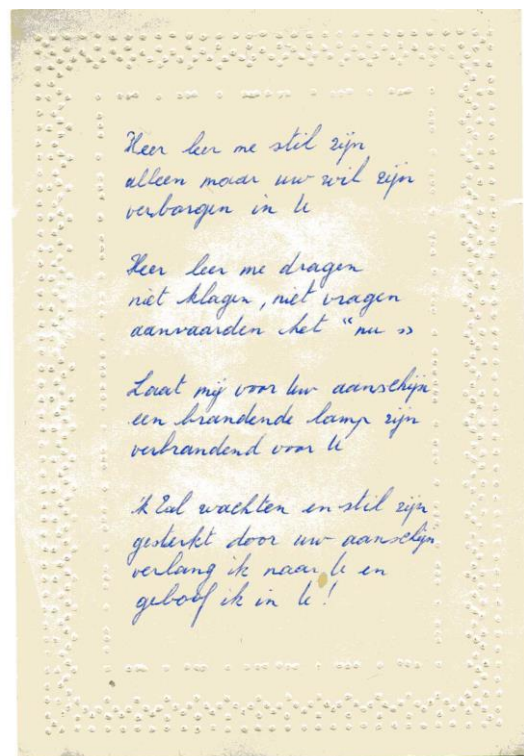 Heer leer me stil zijn
alleen maar uw wil zijn
verborgen in U
Heer leer me dragen
niet klagen, niet vragen
aanvaarden het "nu"
Laat mij voor Uw aanschijn
een brandende lamp zijn
verbrandend voor U
ik zal wachten en stil zijn
gesterkt door uw aanschijn
verlang ik naar U en
geloof ik in U!